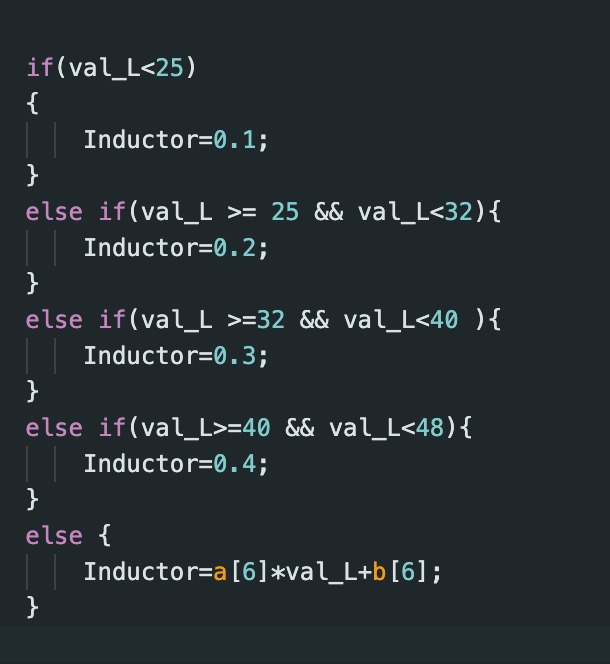 if(val_L<25)
{
    Inductor=0.1;
}
else if(val_L >= 25 && val_L<32){
    Inductor=0.2;
}
else if(val_L >=32 && val_L<40 ){
    Inductor=0.3;
}
else if(val_L>=40 && val_L<48){
    Inductor=0.4;
}
else {
    Inductor=a[6]*val_L+b[6];
}